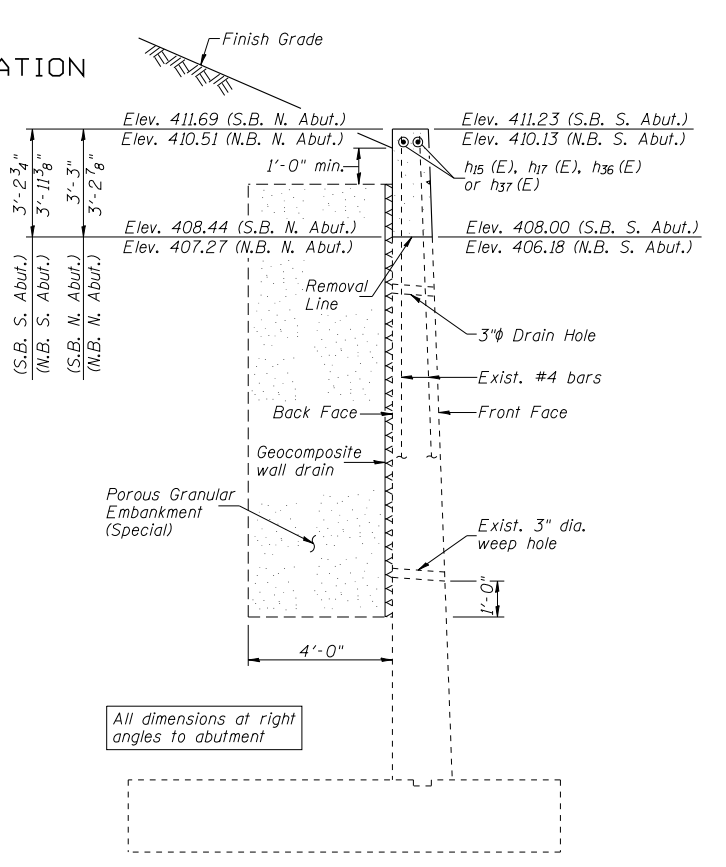 ATION
Finish Grade
Elev. 411.69 (S.B. N. Abut.)
Elev. 410.51 (N.B. N. Abut.)
Elev. 411.23 (S.B. S. Abut.)
Elev. 410.13 (N.B. S. Abut.)
1'-0" min.
h15 (E), h17 (E), h36 (E)
or h37 (E)
3'-2 3/4"
3'-11 3/8"
3'-3"
3'-2 7/8"
Elev. 408.44 (S.B. N. Abut.)
Elev. 407.27 (N.B. N. Abut.)
Elev. 408.00 (S.B. S. Abut.)
Elev. 406.18 (N.B. S. Abut.)
(S.B. S. Abut.)
(N.B. S. Abut.)
(S.B. N. Abut.)
(N.B. N. Abut.)
Removal
Line
3"ϕ Drain Hole
Exist. #4 bars
Back Face
Front Face
Geocomposite
wall drain
Porous Granular
Embankment
(Special)
Exist. 3" dia.
weep hole
1'-0"
4'-0"
All dimensions at right
angles to abutment